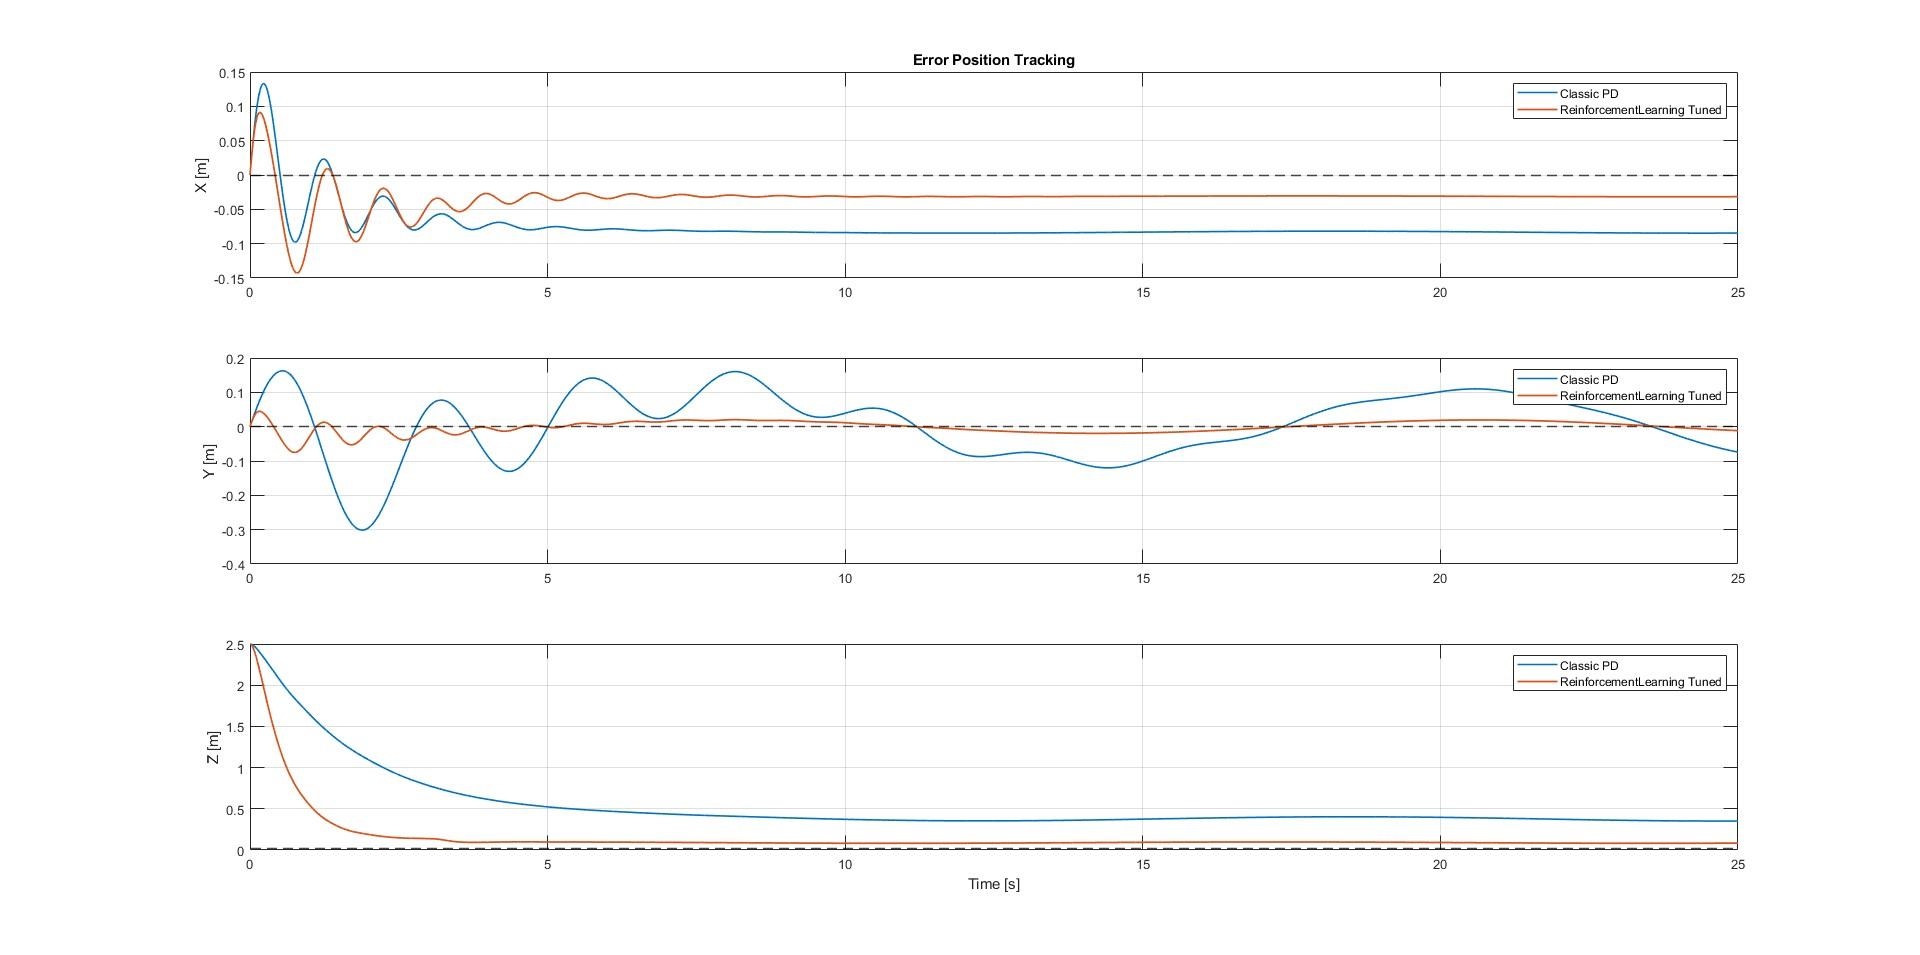 Error Position Tracking
0.15
0.1
0.05
0
-0.05
-0.1
-0.15
X [m]
Classic PD
ReinforcementLearning Tuned
0 5 10 15 20 25
0.2
0.1
0
-0.1
-0.2
-0.3
-0.4
Y [m]
Classic PD
ReinforcementLearning Tuned
0 5 10 15 20 25
2.5
2
1.5
1
0.5
0
Z [m]
Classic PD
ReinforcementLearning Tuned
0 5 10 15 20 25
Time [s]